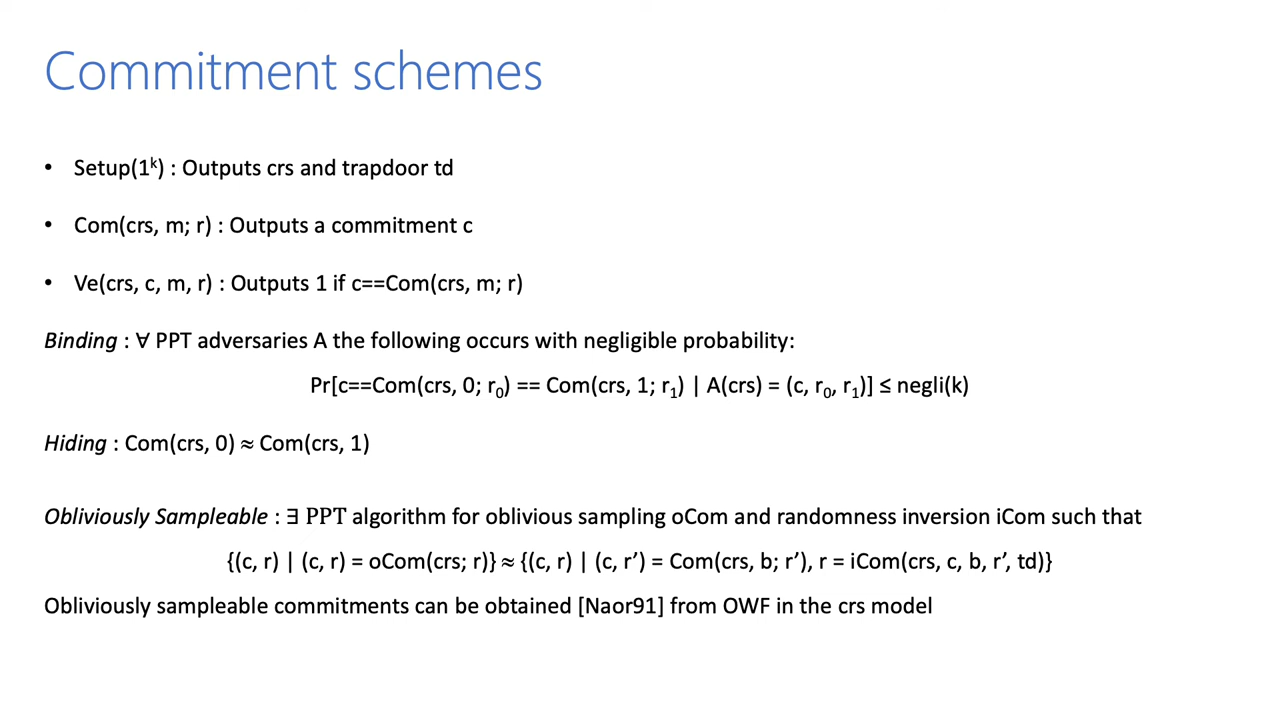 Commitment schemes
• Setup(1ᵏ) : Outputs crs and trapdoor td
• Com(crs, m; r) : Outputs a commitment c
• Ve(crs, c, m, r) : Outputs 1 if c==Com(crs, m; r)
Binding : ∀ PPT adversaries A the following occurs with negligible probability:
Pr[c==Com(crs, 0; r₀) == Com(crs, 1; r₁) | A(crs) = (c, r₀, r₁)] ≤ negli(k)
Hiding : Com(crs, 0) ≈ Com(crs, 1)
Obliviously Sampleable : ∃ PPT algorithm for oblivious sampling oCom and randomness inversion iCom such that
{(c, r) | (c, r) = oCom(crs; r)} ≈ {(c, r) | (c, r’) = Com(crs, b; r’), r = iCom(crs, c, b, r’, td)}
Obliviously sampleable commitments can be obtained [Naor91] from OWF in the crs model